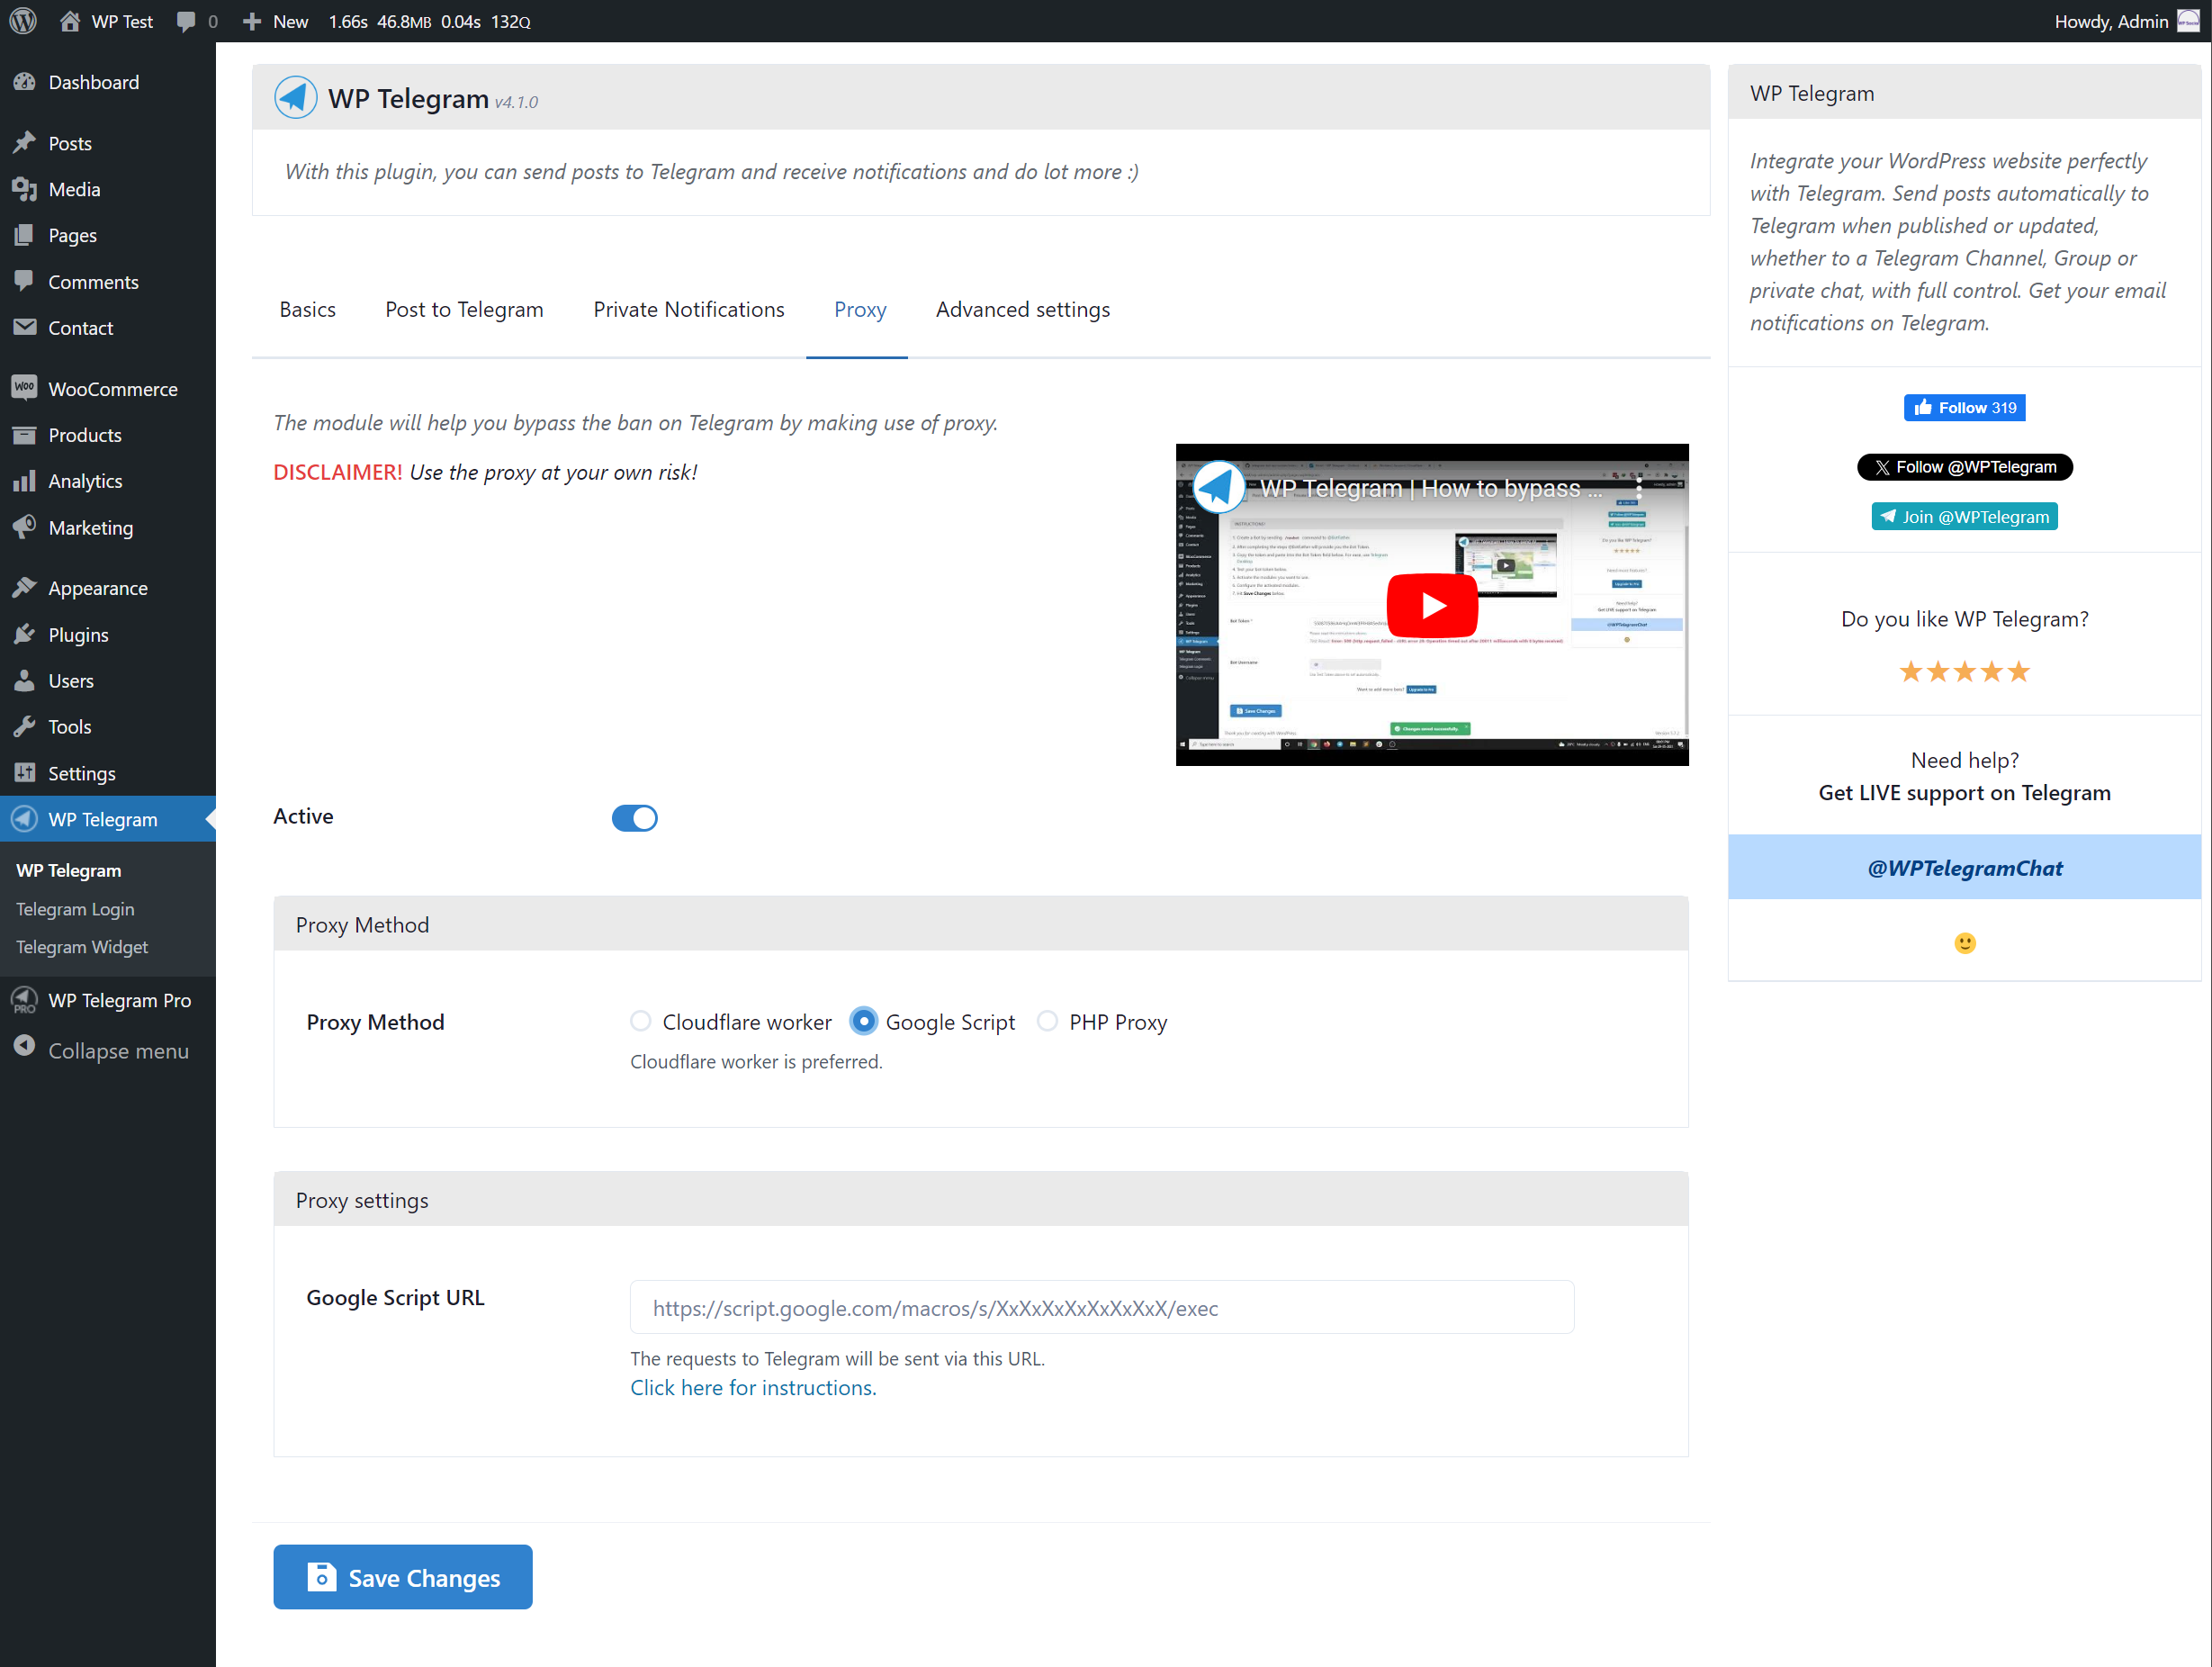 WP Test 0 New 1.66s 46.8MB 0.04s 132Q
Howdy, Admin
Dashboard
Posts
Media
Pages
Comments
Contact
WooCommerce
Products
Analytics
Marketing
Appearance
Plugins
Users
Tools
Settings
WP Telegram
WP Telegram
Telegram Login
Telegram Widget
WP Telegram Pro
Collapse menu
WP Telegram v4.1.0
With this plugin, you can send posts to Telegram and receive notifications and do lot more :)
Basics Post to Telegram Private Notifications Proxy Advanced settings
The module will help you bypass the ban on Telegram by making use of proxy.
DISCLAIMER! Use the proxy at your own risk!
WP Telegram | How to bypass ...
Active
Proxy Method
Proxy Method
Cloudflare worker Google Script PHP Proxy
Cloudflare worker is preferred.
Proxy settings
Google Script URL
https://script.google.com/macros/s/XxXxXxXxXxXxXxX/exec
The requests to Telegram will be sent via this URL.
Click here for instructions.
Save Changes
WP Telegram
Integrate your WordPress website perfectly
with Telegram. Send posts automatically to
Telegram when published or updated,
whether to a Telegram Channel, Group or
private chat, with full control. Get your email
notifications on Telegram.
Follow 319
Follow @WPTelegram
Join @WPTelegram
Do you like WP Telegram?
Need help?
Get LIVE support on Telegram
@WPTelegramChat